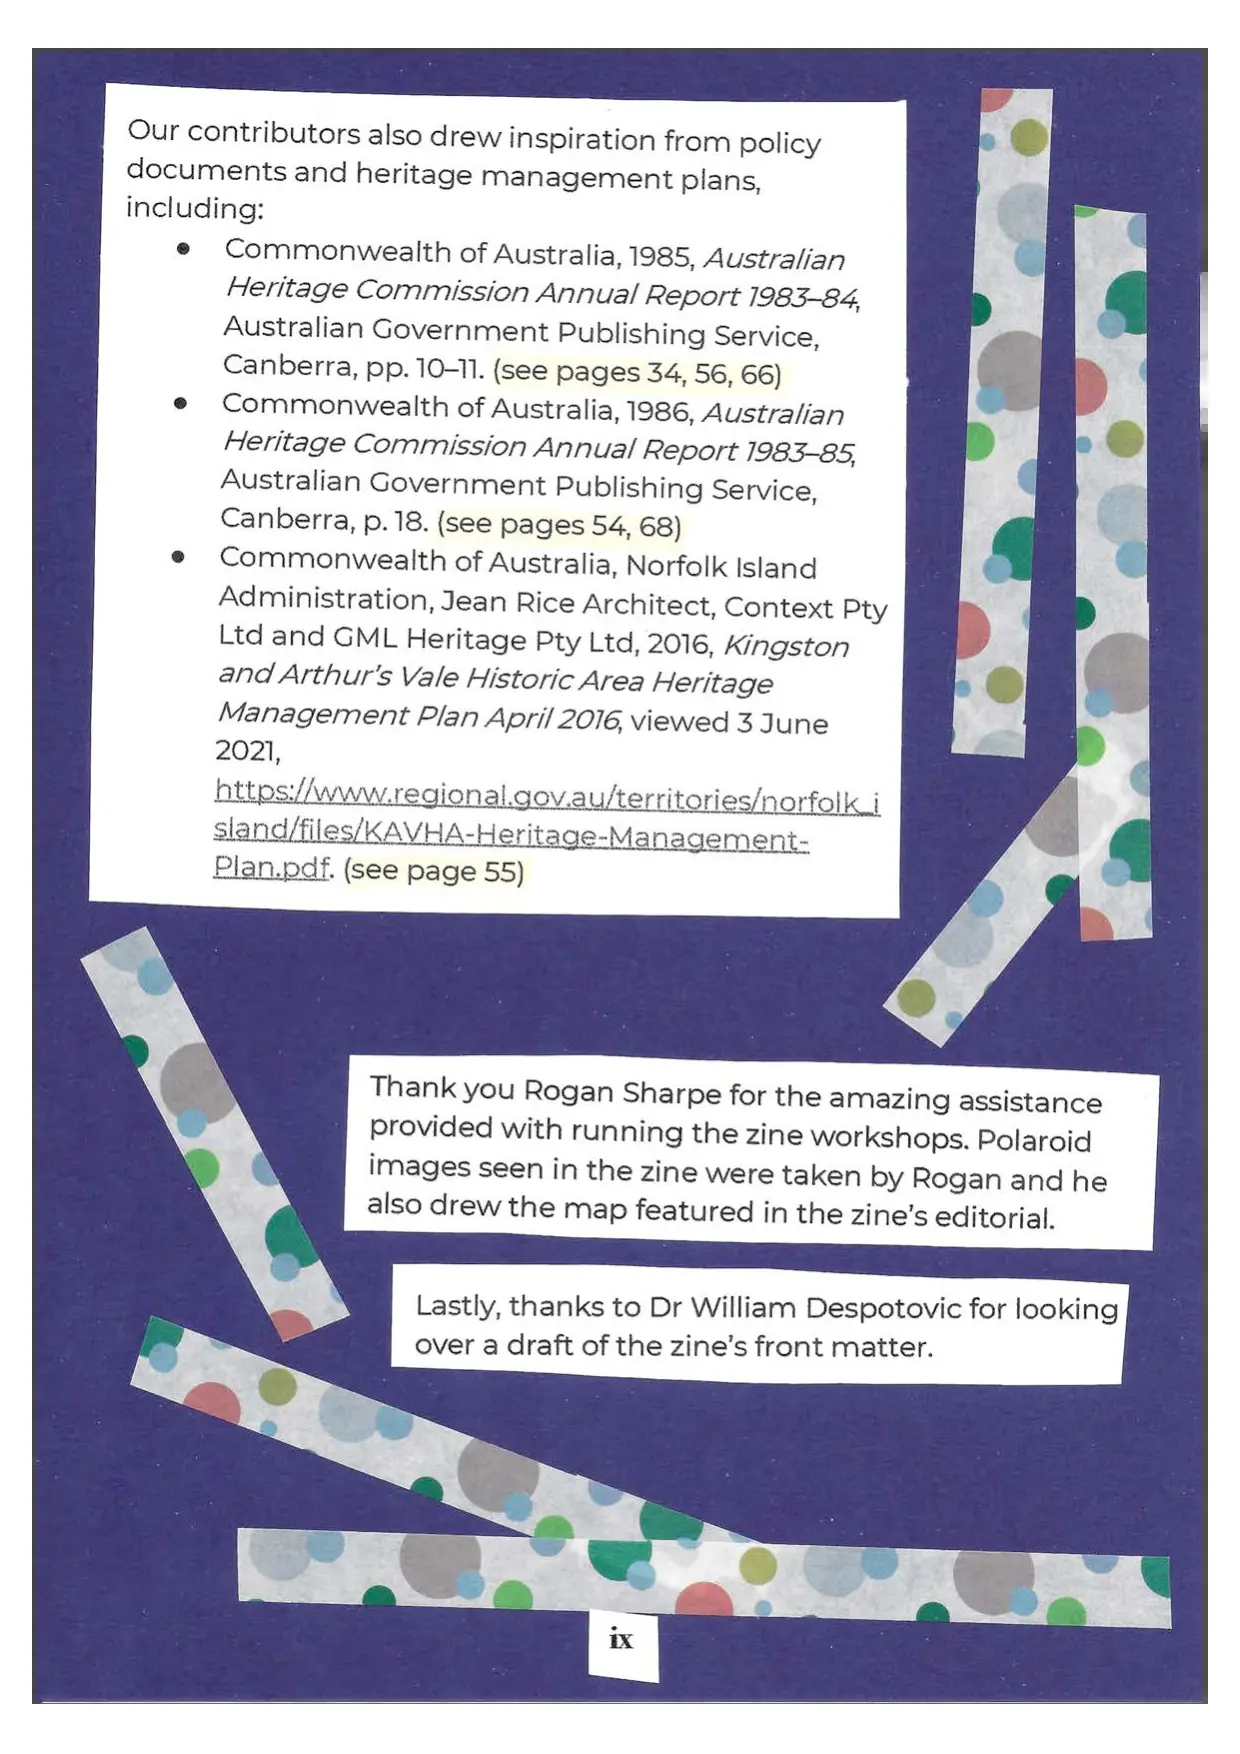 Our contributors also drew inspiration from policy
documents and heritage management plans,
including:
• Commonwealth of Australia, 1985, Australian
Heritage Commission Annual Report 1983–84,
Australian Government Publishing Service,
Canberra, pp. 10–11. (see pages 34, 56, 66)
• Commonwealth of Australia, 1986, Australian
Heritage Commission Annual Report 1983–85,
Australian Government Publishing Service,
Canberra, p. 18. (see pages 54, 68)
• Commonwealth of Australia, Norfolk Island
Administration, Jean Rice Architect, Context Pty
Ltd and GML Heritage Pty Ltd, 2016, Kingston
and Arthur's Vale Historic Area Heritage
Management Plan April 2016, viewed 3 June
2021,
https://www.regional.gov.au/territories/norfolk_i
sland/files/KAVHA-Heritage-Management-
Plan.pdf. (see page 55)
Thank you Rogan Sharpe for the amazing assistance
provided with running the zine workshops. Polaroid
images seen in the zine were taken by Rogan and he
also drew the map featured in the zine's editorial.
Lastly, thanks to Dr William Despotovic for looking
over a draft of the zine's front matter.
ix